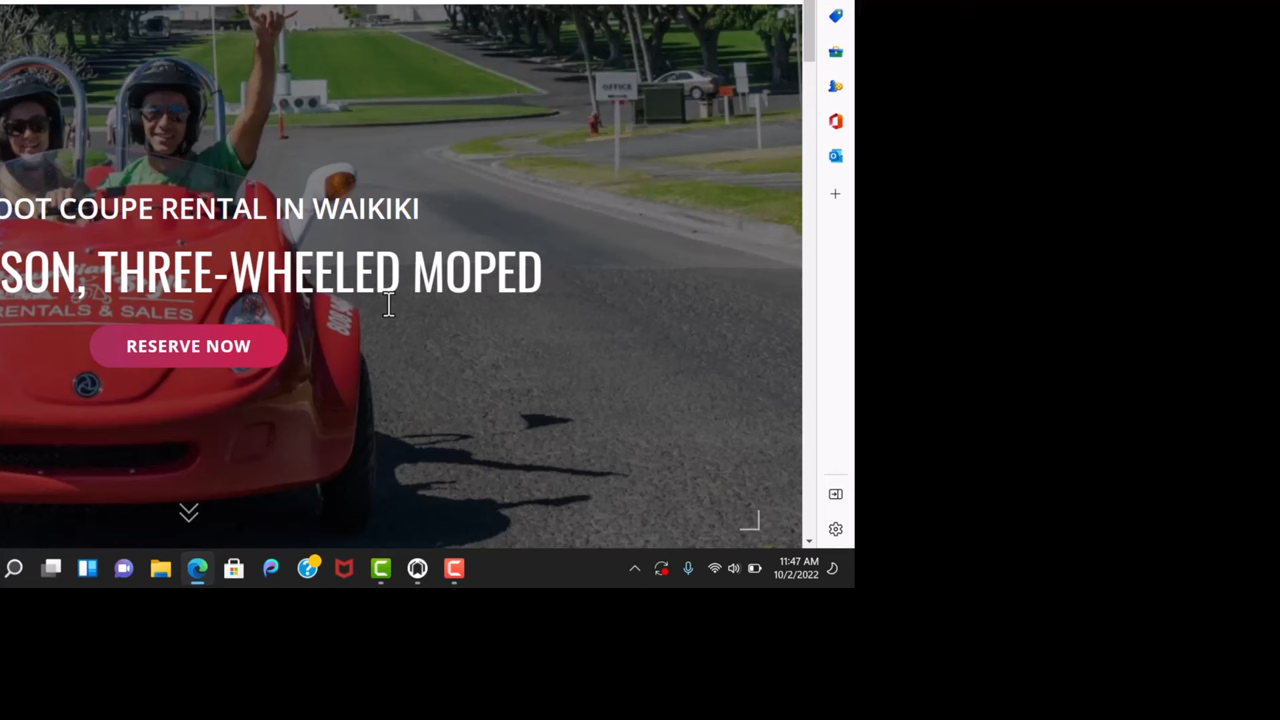 OFFICE
OOT COUPE RENTAL IN WAIKIKI
SON, THREE-WHEELED MOPED
RENTALS & SALES
RESERVE NOW
11:47 AM
10/2/2022